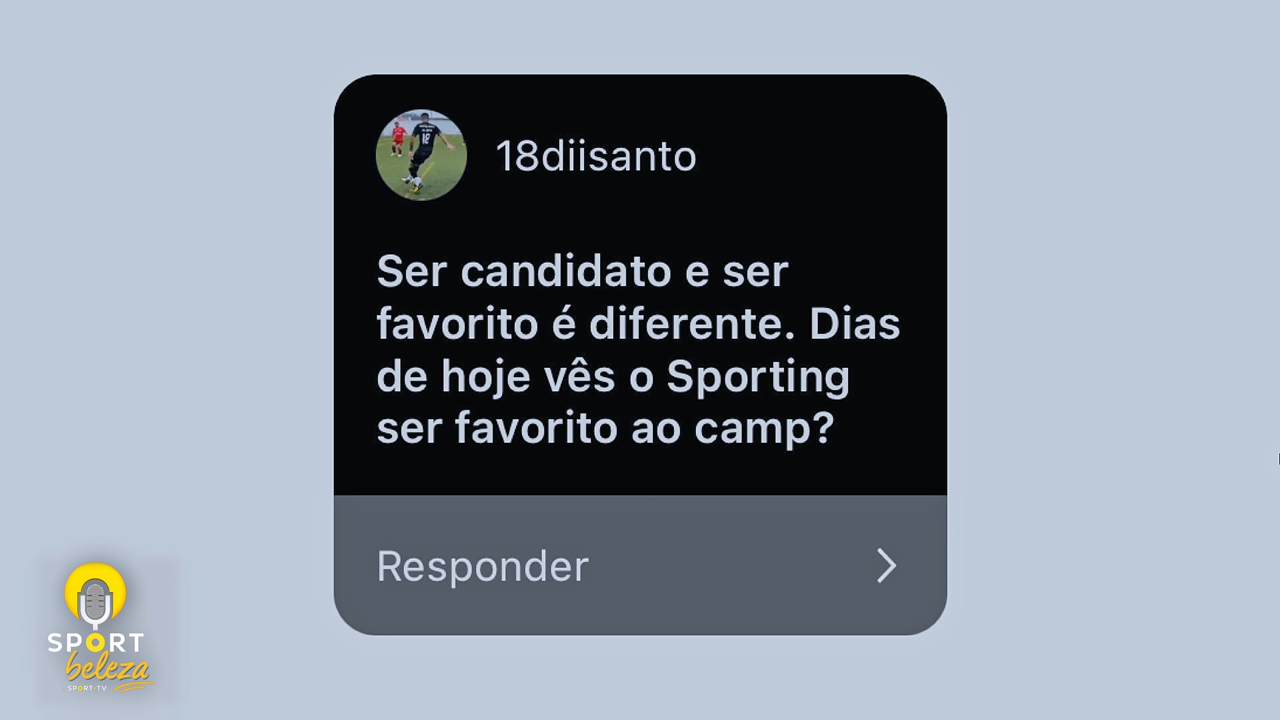 18diisanto
Ser candidato e ser
favorito é diferente. Dias
de hoje vês o Sporting
ser favorito ao camp?
Responder
SPORT
beleza
SPORT•TV